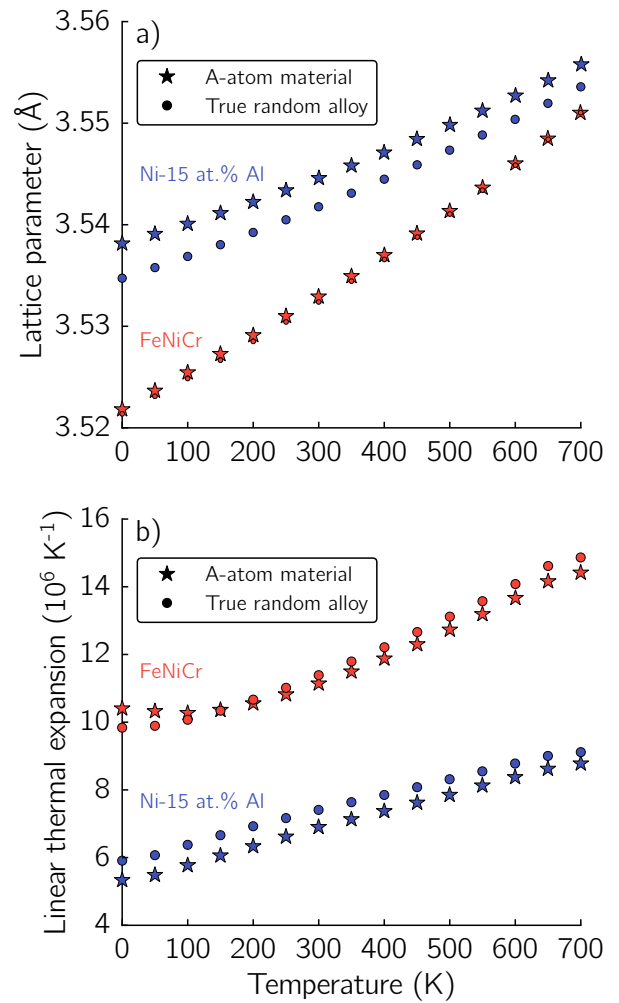 a)
3.56
3.55
3.54
3.53
3.52
Lattice parameter (Å)
A-atom material
True random alloy
Ni-15 at.% Al
FeNiCr
0 100 200 300 400 500 600 700
b)
16
14
12
10
8
6
4
Linear thermal expansion (10⁶ K⁻¹)
A-atom material
True random alloy
FeNiCr
Ni-15 at.% Al
0 100 200 300 400 500 600 700
Temperature (K)